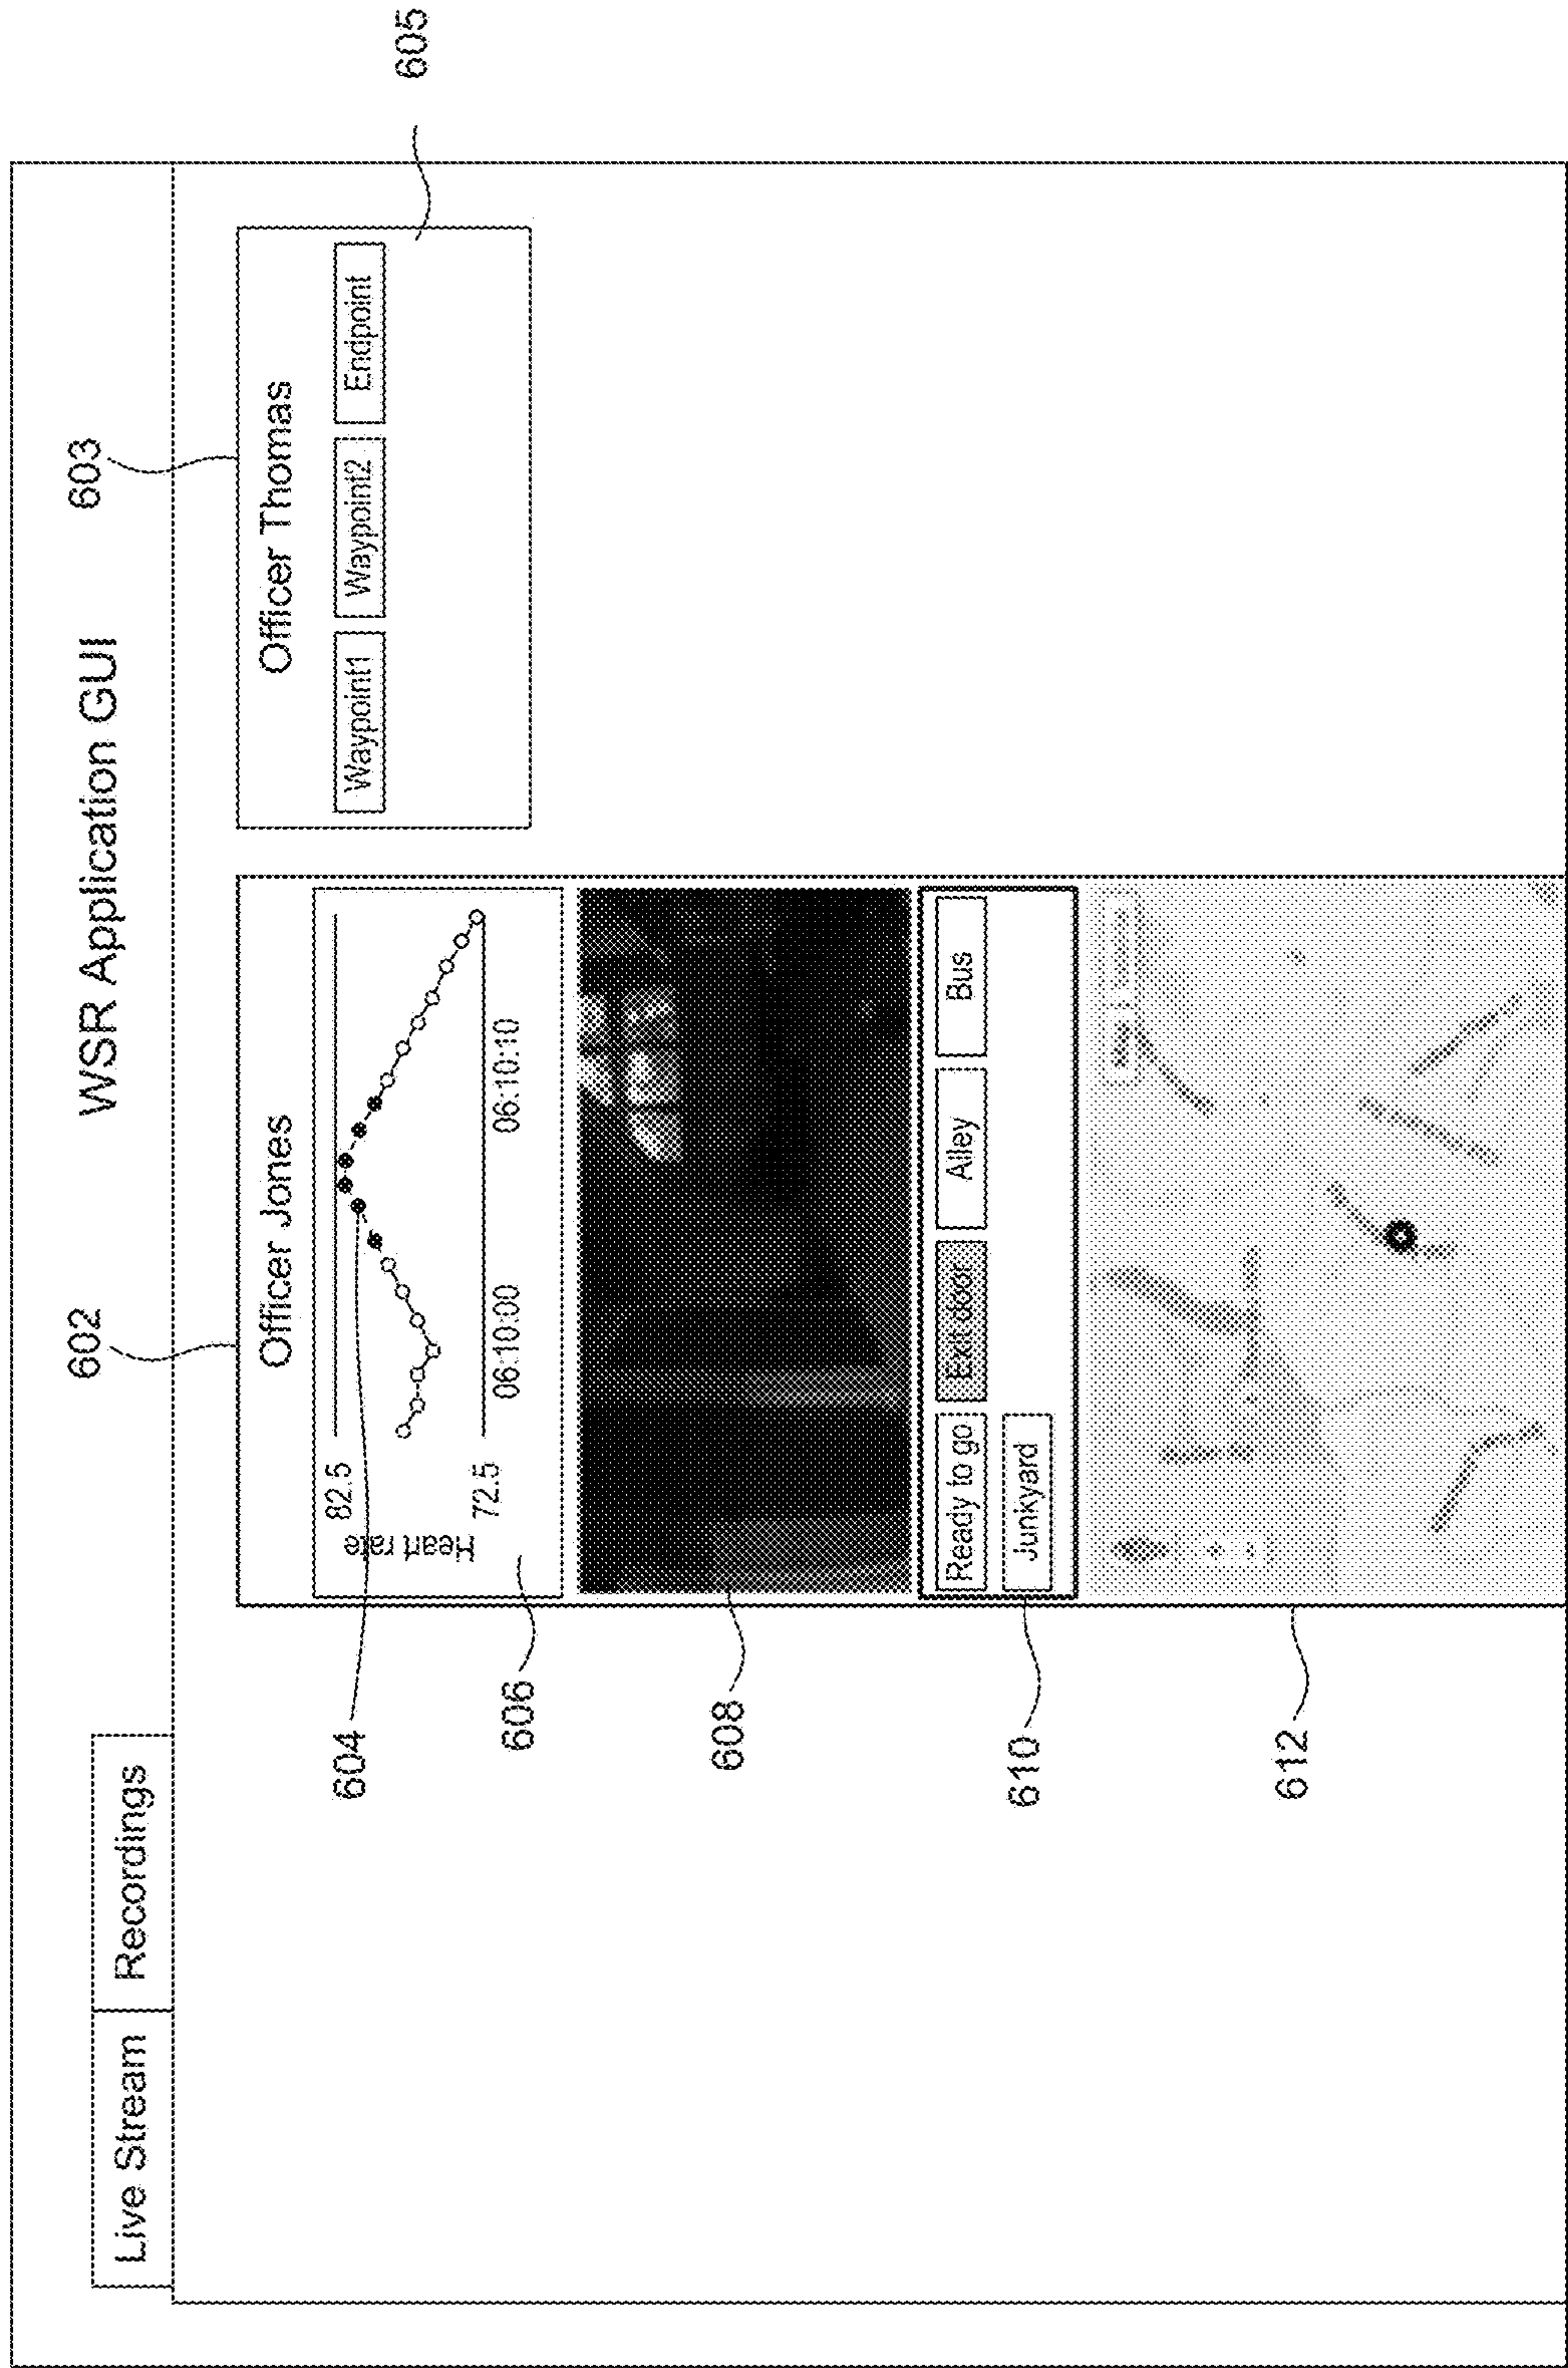 WSR Application GUI
Live Stream
Recordings
602
603
Officer Jones
Officer Thomas
82.5
Heart rate
72.5
06:10:00
06:10:10
Waypoint1
Waypoint2
Endpoint
605
604
606
608
610
Ready to go
Exit door
Alley
Bus
Junkyard
612